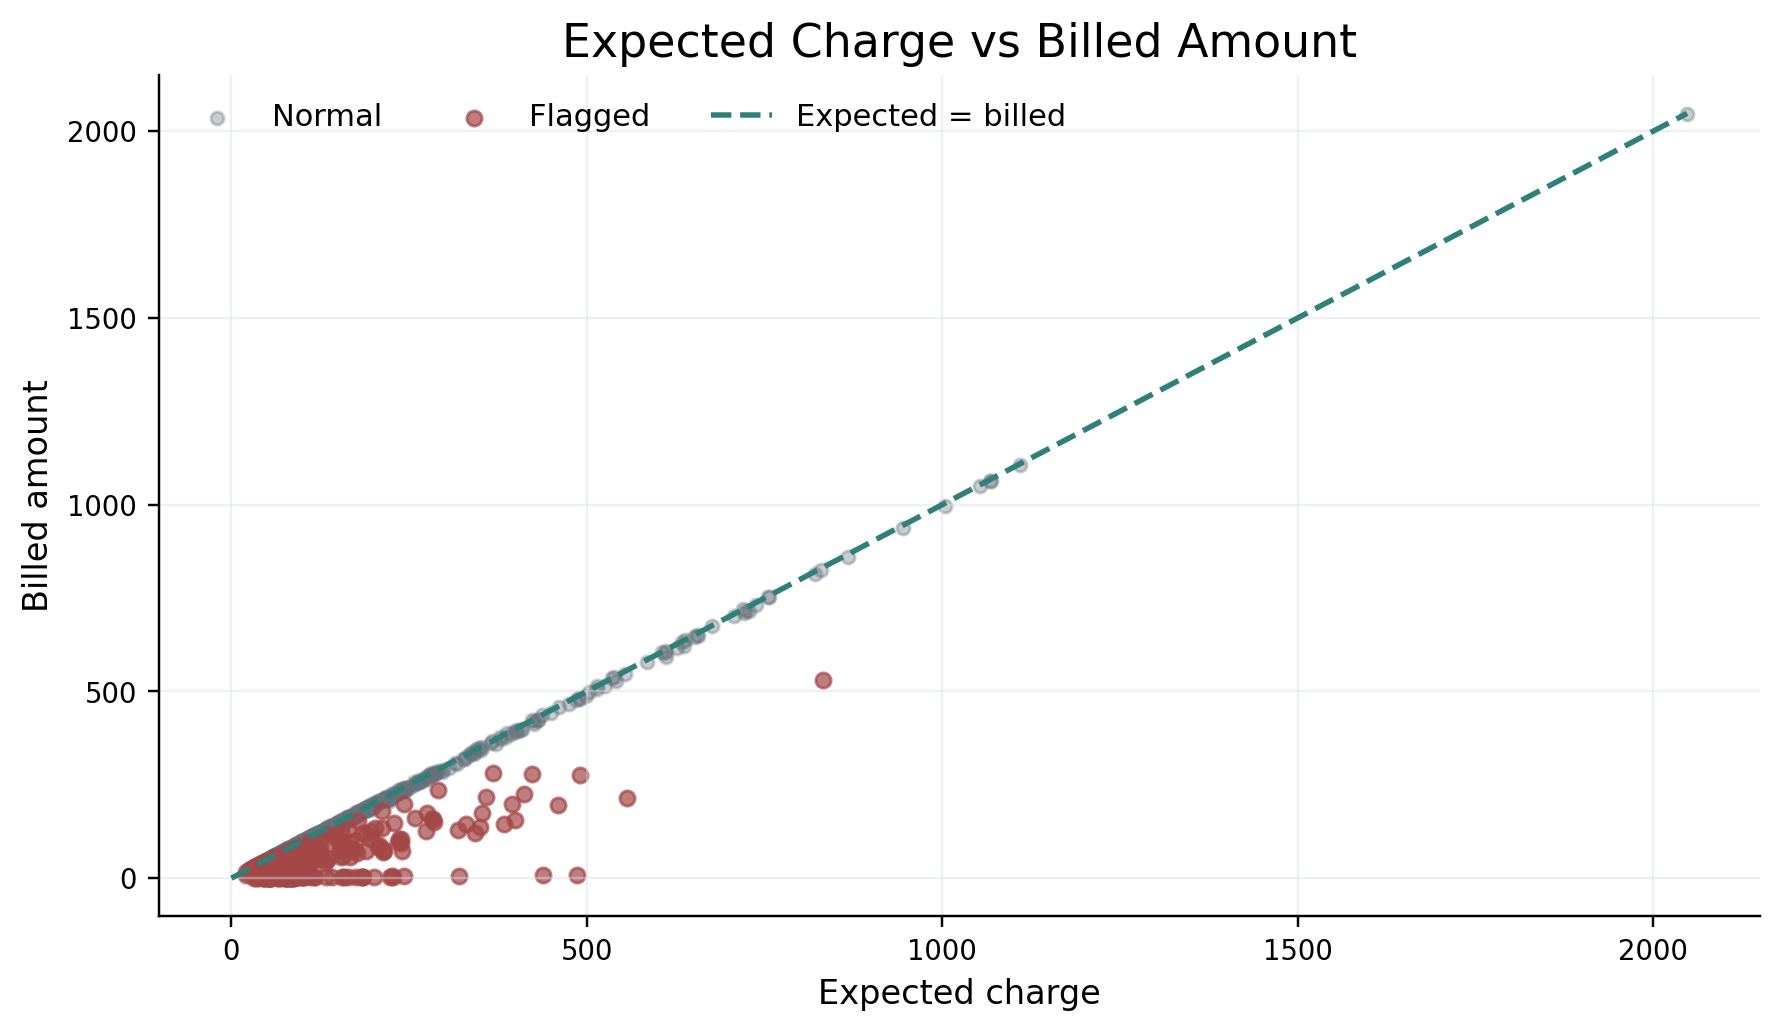 Expected Charge vs Billed Amount
Normal Flagged Expected = billed
Billed amount
2000
1500
1000
500
0
0 500 1000 1500 2000
Expected charge